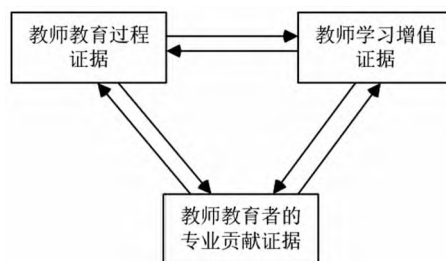 教师教育过程
证据
教师学习增值
证据
教师教育者的
专业贡献证据